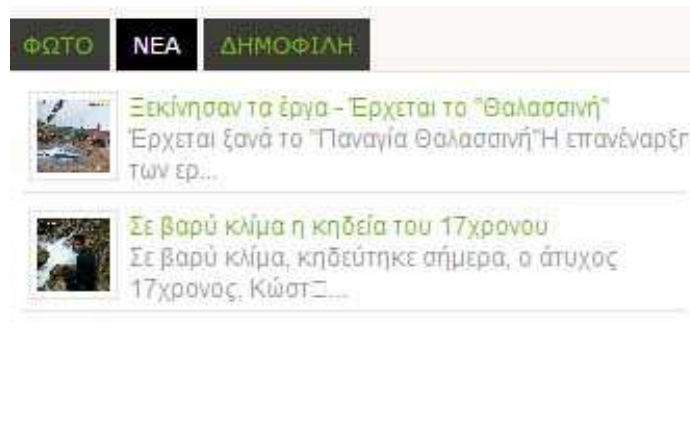 ΦΩΤΟ ΝΕΑ ΔΗΜΟΦΙΛΗ
Ξεκίνησαν τα έργα - Έρχεται το "Θαλασσινή"
Έρχεται ξανά το "Παναγία Θαλασσινή"Η επανέναρξη
των ερ...
Σε βαρύ κλίμα η κηδεία του 17χρονου
Σε βαρύ κλίμα, κηδεύτηκε σήμερα, ο άτυχος
17χρονος, Κώστ□...